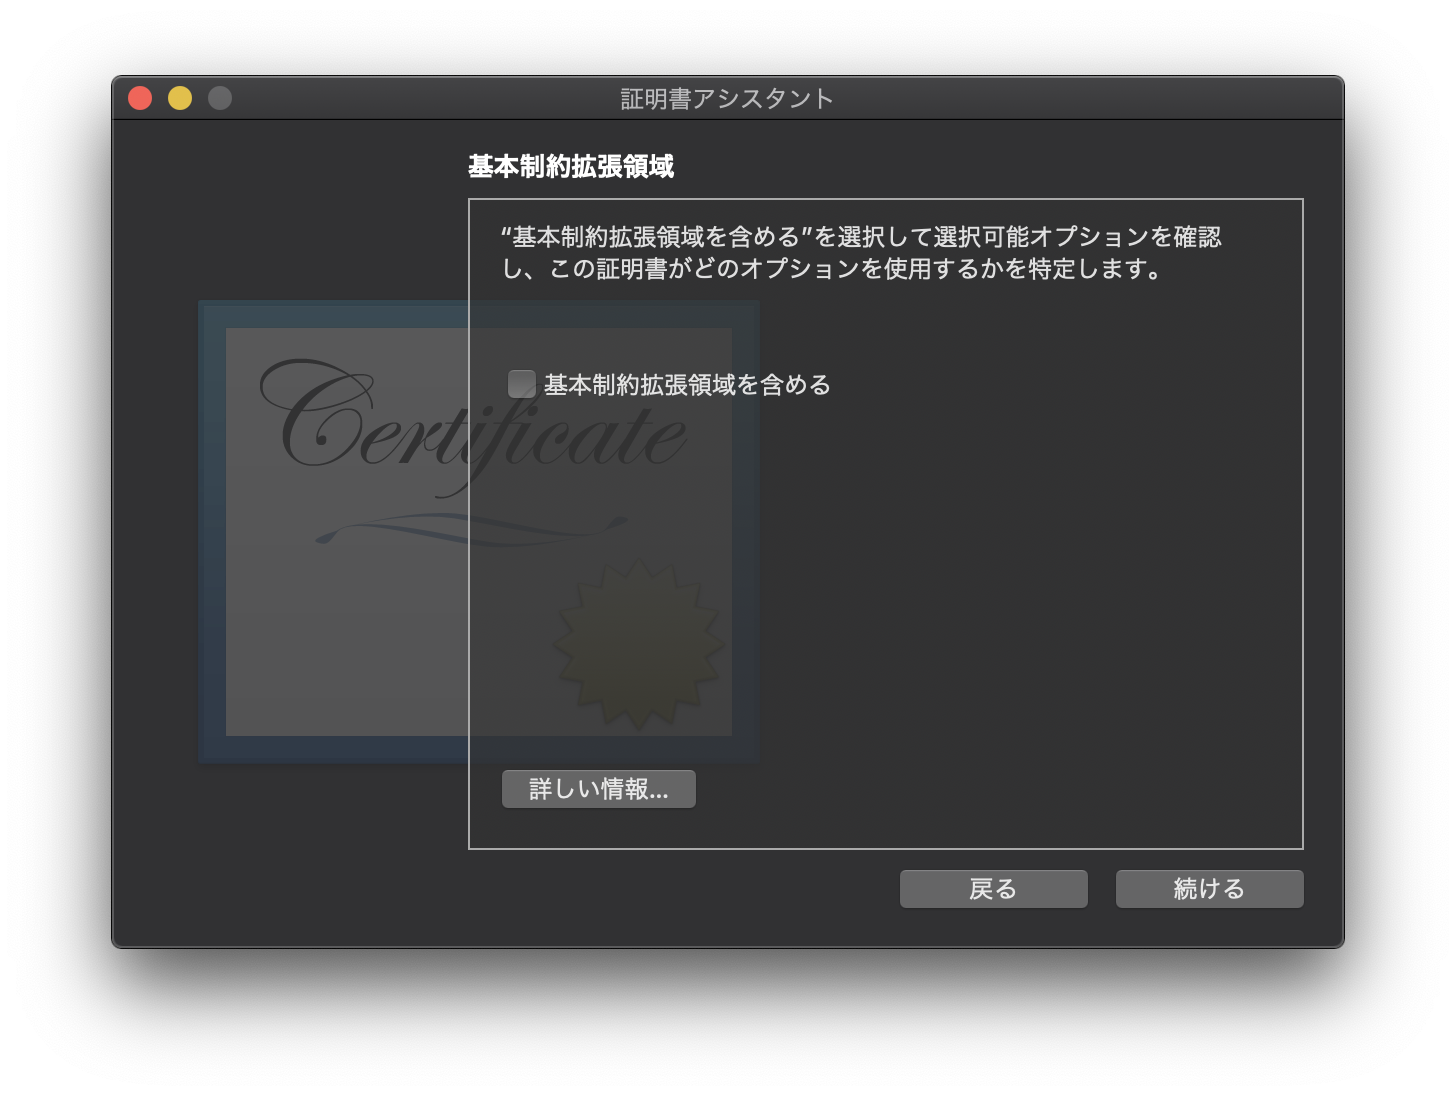 証明書アシスタント
基本制約拡張領域
“基本制約拡張領域を含める”を選択して選択可能オプションを確認
し、この証明書がどのオプションを使用するかを特定します。
基本制約拡張領域を含める
Certificate
詳しい情報...
戻る
続ける